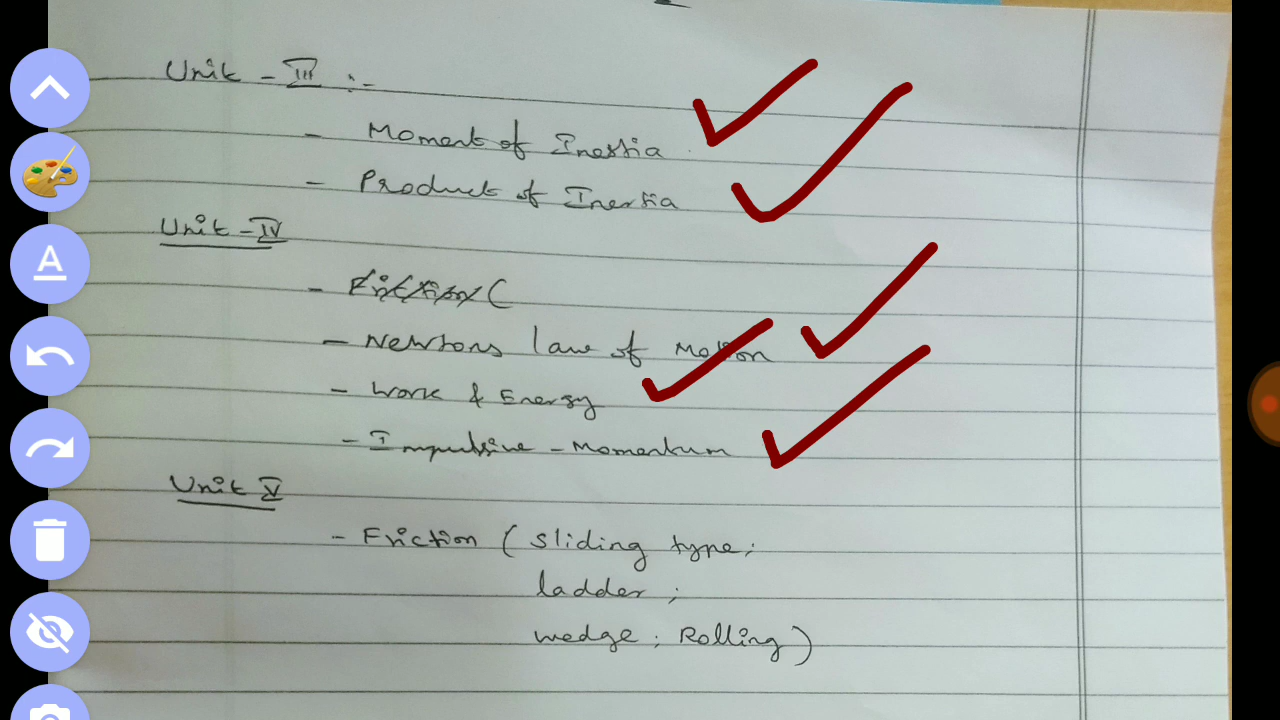 Unit - III :-
- Moment of Inertia
- Product of Inertia
Unit - IV
- Friction (
- Newtons law of Motion
- Work & Energy
- Impulsive - Momentum
Unit V
- Friction ( sliding type;
ladder ;
wedge ; Rolling )
A